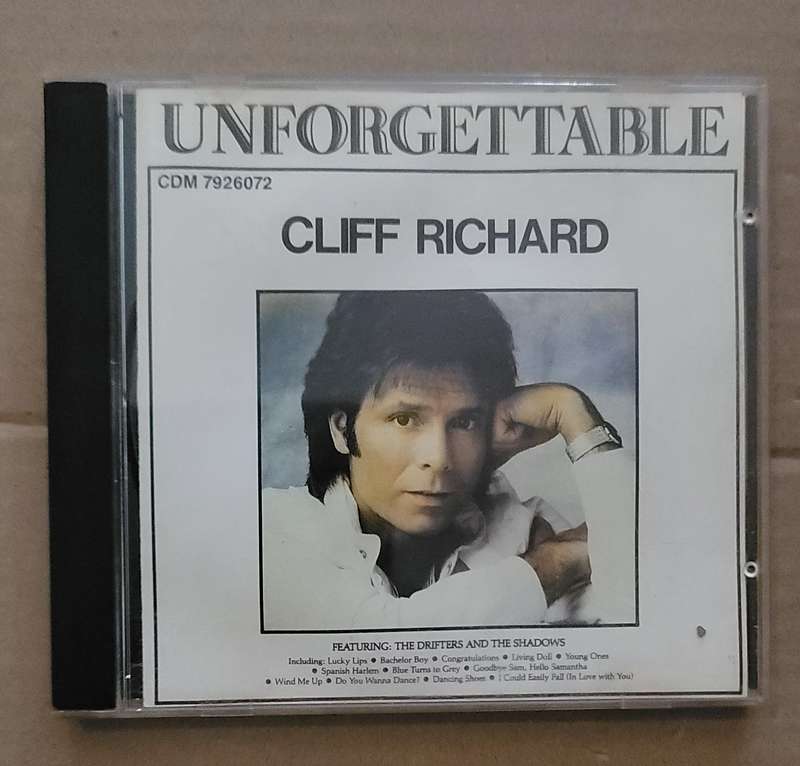 UNFORGETTABLE
CDM 7926072
CLIFF RICHARD
FEATURING: THE DRIFTERS AND THE SHADOWS
Including: Lucky Lips • Bachelor Boy • Congratulations • Living Doll • Young Ones
• Spanish Harlem • Blue Turns to Grey • Goodbye Sam, Hello Samantha
• Wind Me Up • Do You Wanna Dance? • Dancing Shoes • I Could Easily Fall (In Love with You)